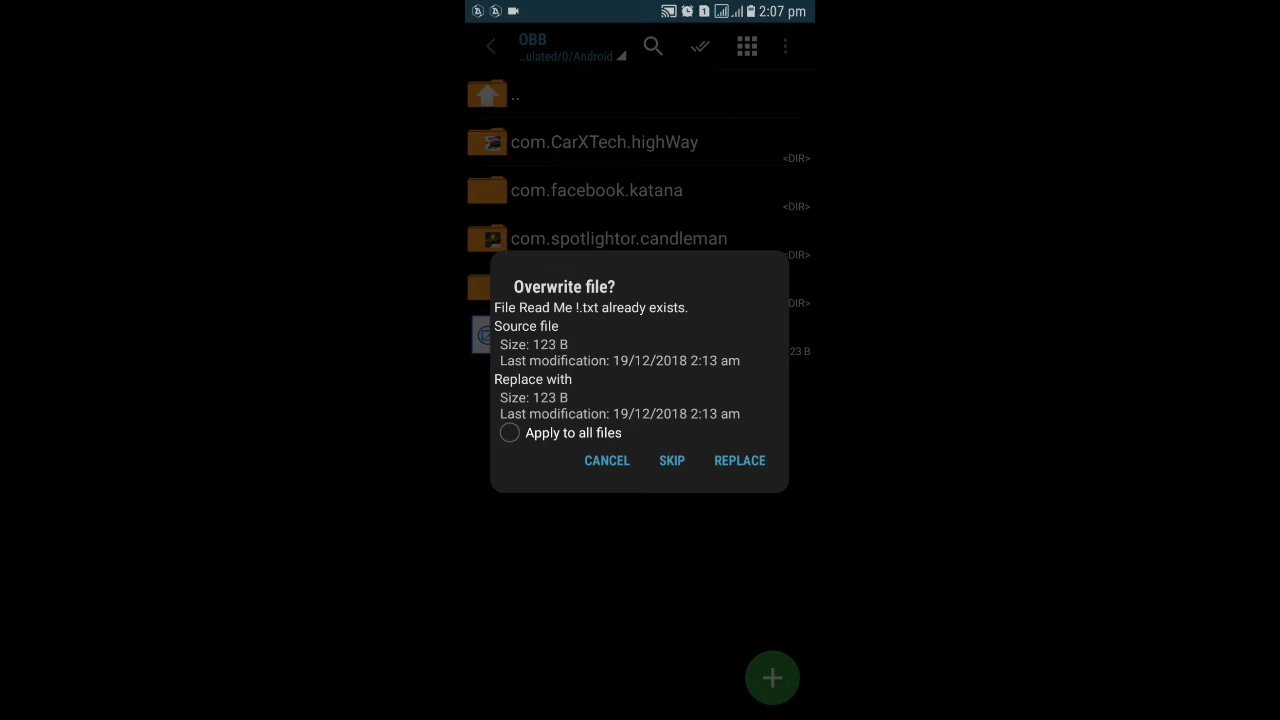 2:07 pm
OBB
...ulated/0/Android
..
com.CarXTech.highWay
<DIR>
com.facebook.katana
<DIR>
com.spotlightor.candleman
<DIR>
<DIR>
23 B
Overwrite file?
File Read Me !.txt already exists.
Source file
Size: 123 B
Last modification: 19/12/2018 2:13 am
Replace with
Size: 123 B
Last modification: 19/12/2018 2:13 am
Apply to all files
CANCEL SKIP REPLACE